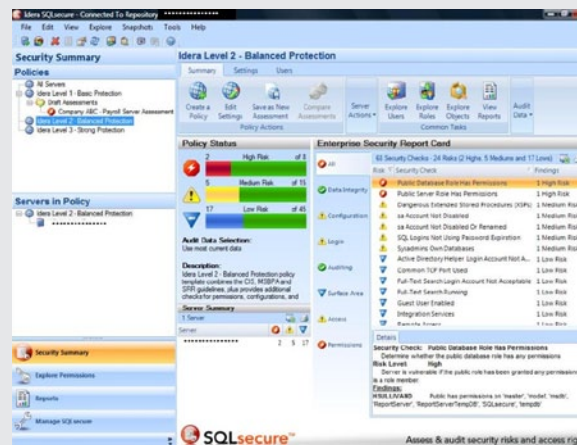 Idera SQLsecure - Connected To Repository ***************
File Edit View Explore Snapshots Tools Help
Security Summary
Policies
All Servers
Idera Level 1 - Basic Protection
Draft Assessments
Company ABC - Payroll Server Assessment
Idera Level 2 - Balanced Protection
Idera Level 3 - Strong Protection
Servers in Policy
Idera Level 2 - Balanced Protection
***************
Security Summary
Explore Permissions
Reports
Manage SQLsecure
Idera Level 2 - Balanced Protection
Summary Settings Users
Create a Policy
Edit Settings
Save as New Assessment
Compare Assessments
Policy Actions
Server Actions
Explore Users
Explore Roles
Explore Objects
View Reports
Common Tasks
Audit Data
Policy Status
2 High Risk of 8
5 Medium Risk of 15
17 Low Risk of 45
Audit Data Selection:
Use most current data
Description:
Idera Level 2 - Balanced Protection policy
template combines the CIS, MSBPA and
SRR guidelines, plus provides additional
checks for permissions, configurations, and
Server Summary
1 Server
Server
*************** 2 5 17
Enterprise Security Report Card
All
Data Integrity
Configuration
Login
Auditing
Surface Area
Access
Permissions
Security Checks - 24 Risks (2 Highs, 5 Mediums and 17 Lows)
Risk Security Check Findings
Public Database Role Has Permissions 1 High Risk
Public Server Role Has Permissions 1 High Risk
Dangerous Extended Stored Procedures (XSPs) 1 Medium Risk
sa Account Not Disabled 1 Medium Risk
sa Account Not Disabled Or Renamed 1 Medium Risk
SQL Logins Not Using Password Expiration 1 Medium Risk
Sysadmins Own Databases 1 Medium Risk
Active Directory Helper Login Account Not A... 1 Low Risk
Common TCP Port Used 1 Low Risk
Full-Text Search Login Account Not Acceptable 1 Low Risk
Full-Text Search Running 1 Low Risk
Guest User Enabled 1 Low Risk
Integration Services 1 Low Risk
Remote Access 1 Low Risk
Details
Security Check: Public Database Role Has Permissions
Determine whether the public database role has any permissions
Risk Level: High
Server is vulnerable if the public role has been granted any permissions
is a role member.
Findings:
Public has permissions on 'master', 'model', 'msdb',
'ReportServer', 'ReportServerTempDB', 'SQLsecure', 'tempdb'
SQLsecure™
Assess & audit security risks and access rig